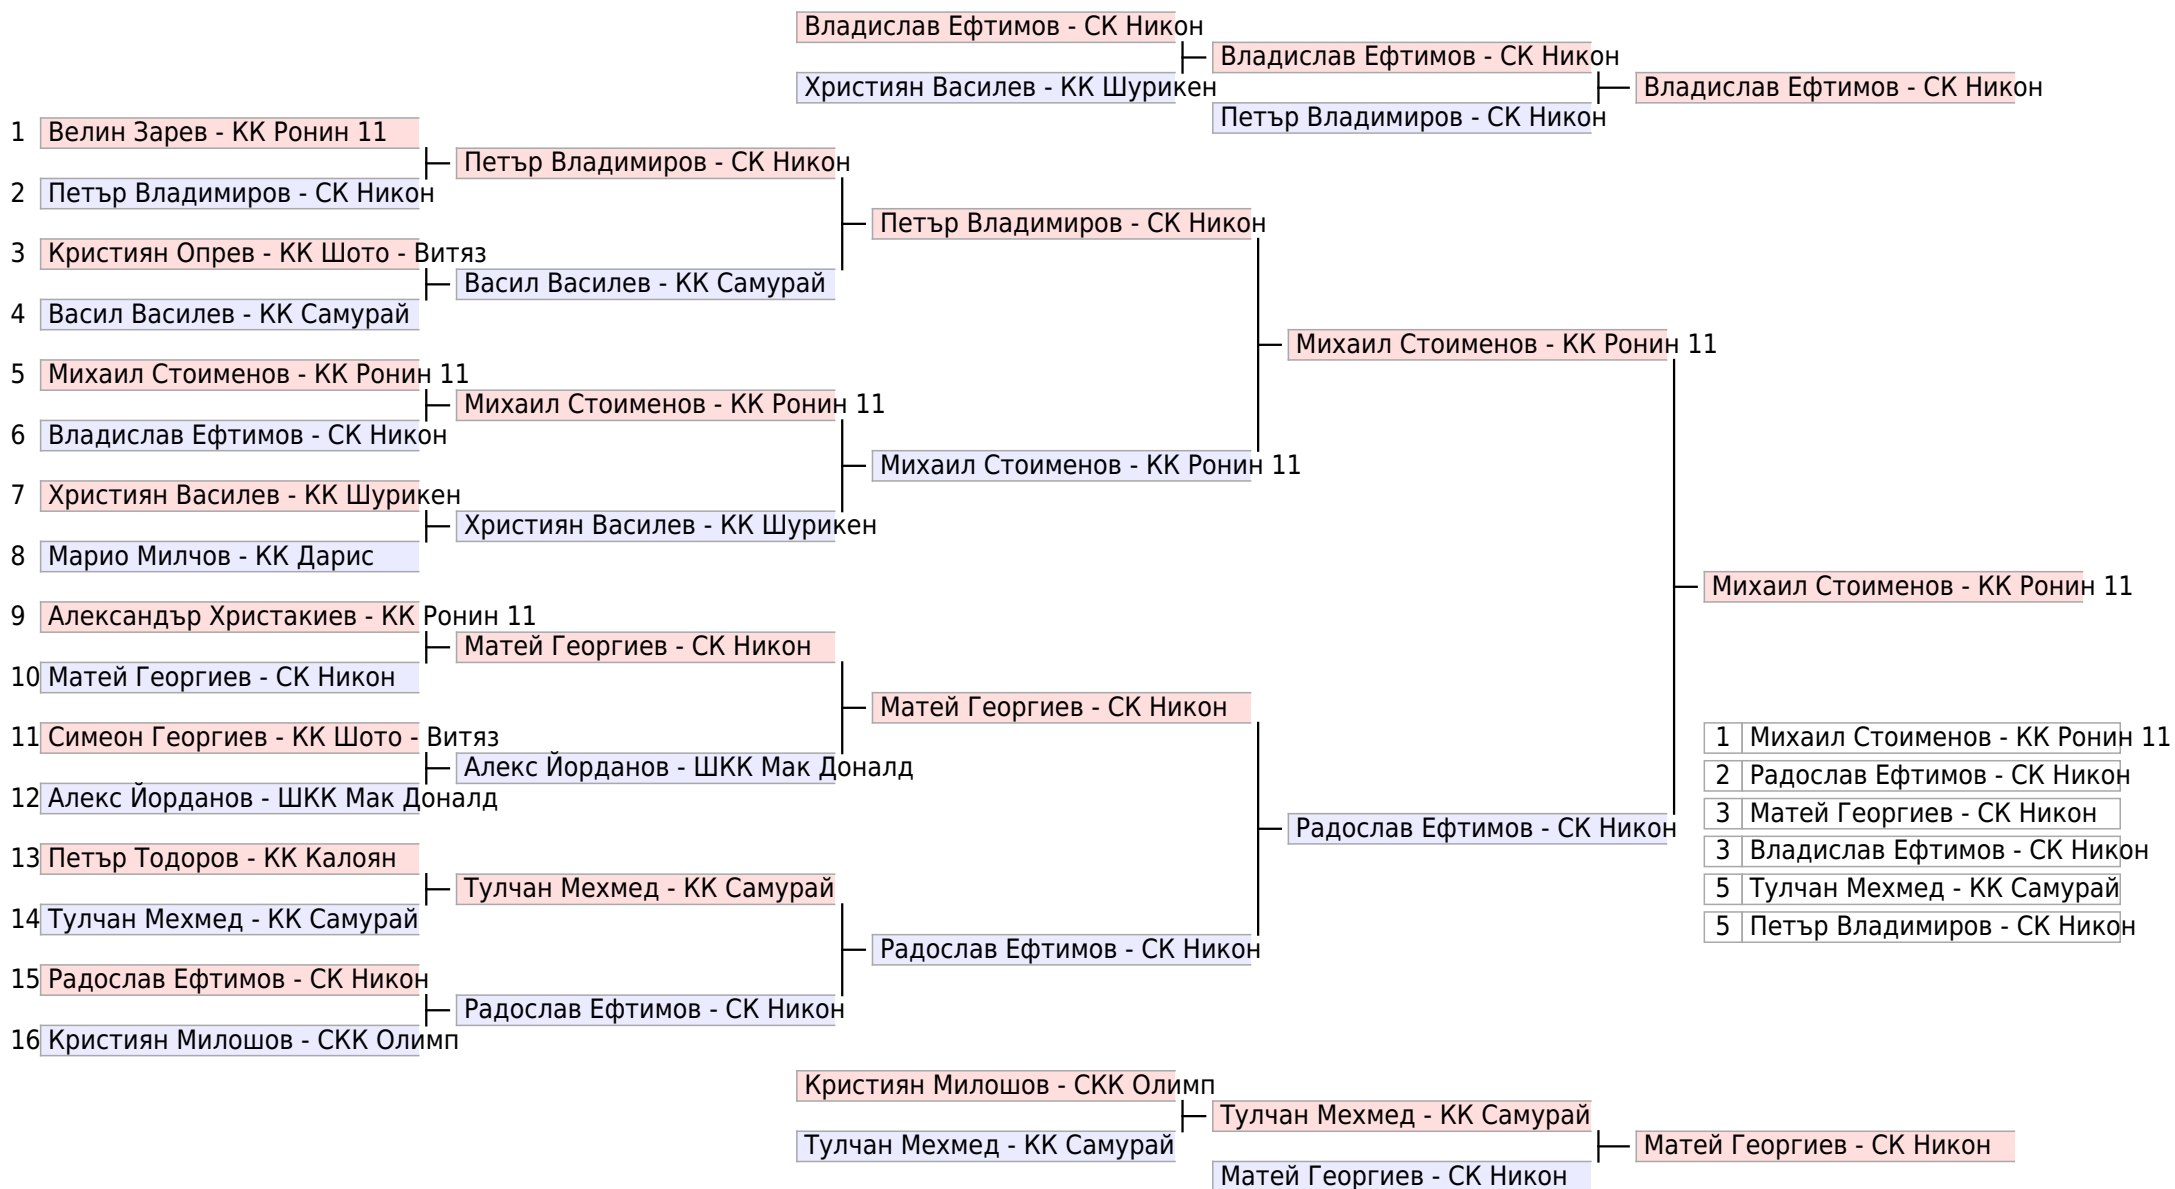 Владислав Ефтимов - СК Никон
Владислав Ефтимов - СК Никон
Християн Василев - КК Шурикен
Владислав Ефтимов - СК Никон
Петър Владимиров - СК Никон
1 Велин Зарев - КК Ронин 11
Петър Владимиров - СК Никон
2 Петър Владимиров - СК Никон
Петър Владимиров - СК Никон
3 Кристиян Опрев - КК Шото - Витяз
Васил Василев - КК Самурай
4 Васил Василев - КК Самурай
Михаил Стоименов - КК Ронин 11
5 Михаил Стоименов - КК Ронин 11
Михаил Стоименов - КК Ронин 11
6 Владислав Ефтимов - СК Никон
Михаил Стоименов - КК Ронин 11
7 Християн Василев - КК Шурикен
Християн Василев - КК Шурикен
8 Марио Милчов - КК Дарис
Михаил Стоименов - КК Ронин 11
9 Александър Христакиев - КК Ронин 11
Матей Георгиев - СК Никон
10 Матей Георгиев - СК Никон
Матей Георгиев - СК Никон
11 Симеон Георгиев - КК Шото - Витяз
Алекс Йорданов - ШКК Мак Доналд
12 Алекс Йорданов - ШКК Мак Доналд
Радослав Ефтимов - СК Никон
13 Петър Тодоров - КК Калоян
Тулчан Мехмед - КК Самурай
14 Тулчан Мехмед - КК Самурай
Радослав Ефтимов - СК Никон
15 Радослав Ефтимов - СК Никон
Радослав Ефтимов - СК Никон
16 Кристиян Милошов - СКК Олимп
1 Михаил Стоименов - КК Ронин 11
2 Радослав Ефтимов - СК Никон
3 Матей Георгиев - СК Никон
3 Владислав Ефтимов - СК Никон
5 Тулчан Мехмед - КК Самурай
5 Петър Владимиров - СК Никон
Кристиян Милошов - СКК Олимп
Тулчан Мехмед - КК Самурай
Тулчан Мехмед - КК Самурай
Матей Георгиев - СК Никон
Матей Георгиев - СК Никон